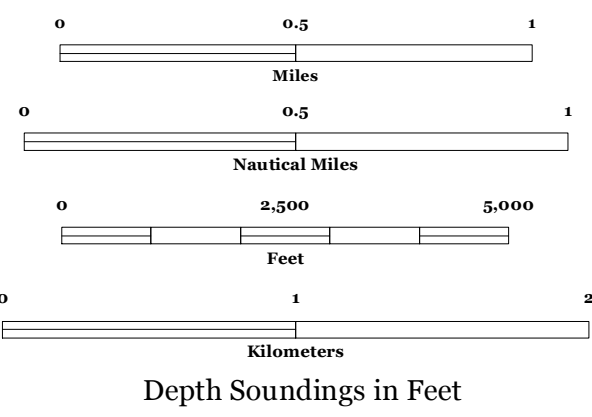 0 0.5 1
Miles
0 0.5 1
Nautical Miles
0 2,500 5,000
Feet
0 1 2
Kilometers
Depth Soundings in Feet